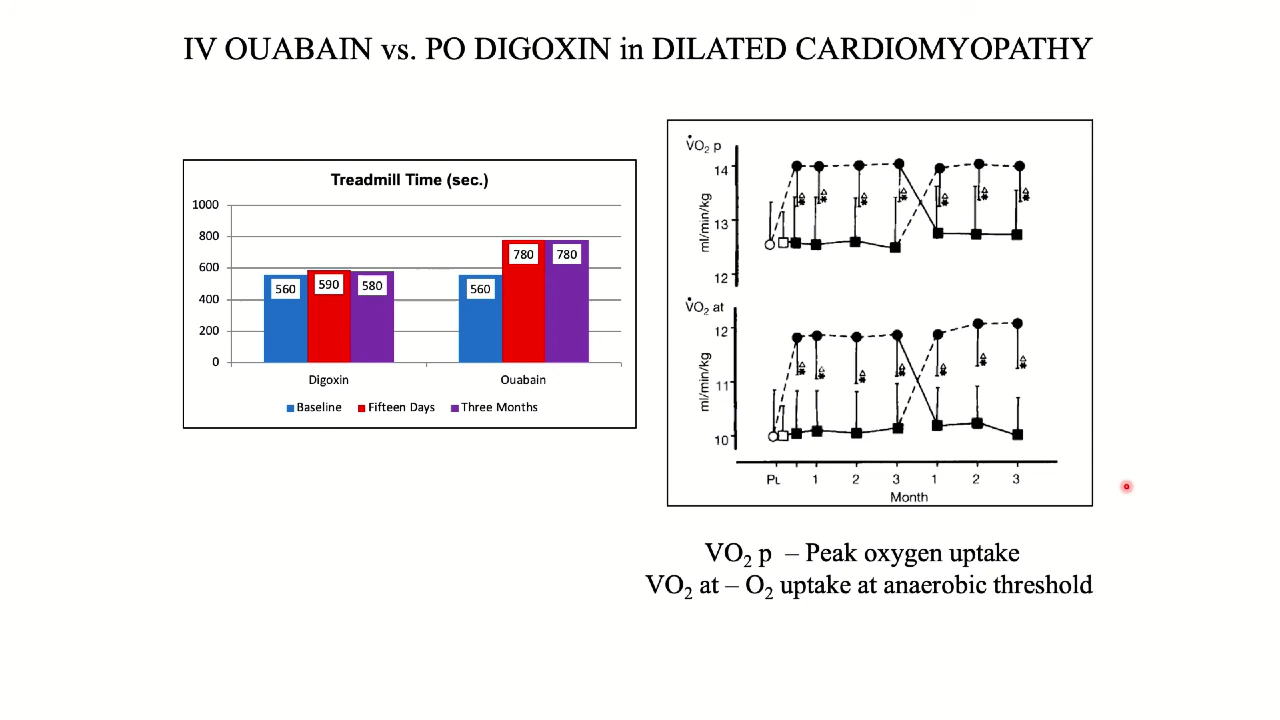 IV OUABAIN vs. PO DIGOXIN in DILATED CARDIOMYOPATHY
Treadmill Time (sec.)
1000
800
600
400
200
0
560
590
580
560
780
780
Digoxin
Ouabain
Baseline
Fifteen Days
Three Months
V̇O₂ p
14
13
12
ml/min/kg
V̇O₂ at
12
11
10
ml/min/kg
PL 1 2 3 1 2 3
Month
VO₂ p – Peak oxygen uptake
VO₂ at – O₂ uptake at anaerobic threshold